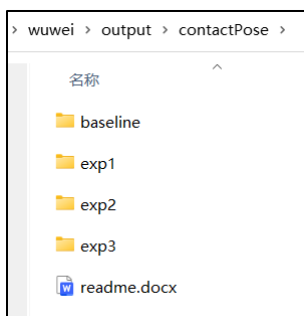 › wuwei › output › contactPose ›
名称
baseline
exp1
exp2
exp3
readme.docx